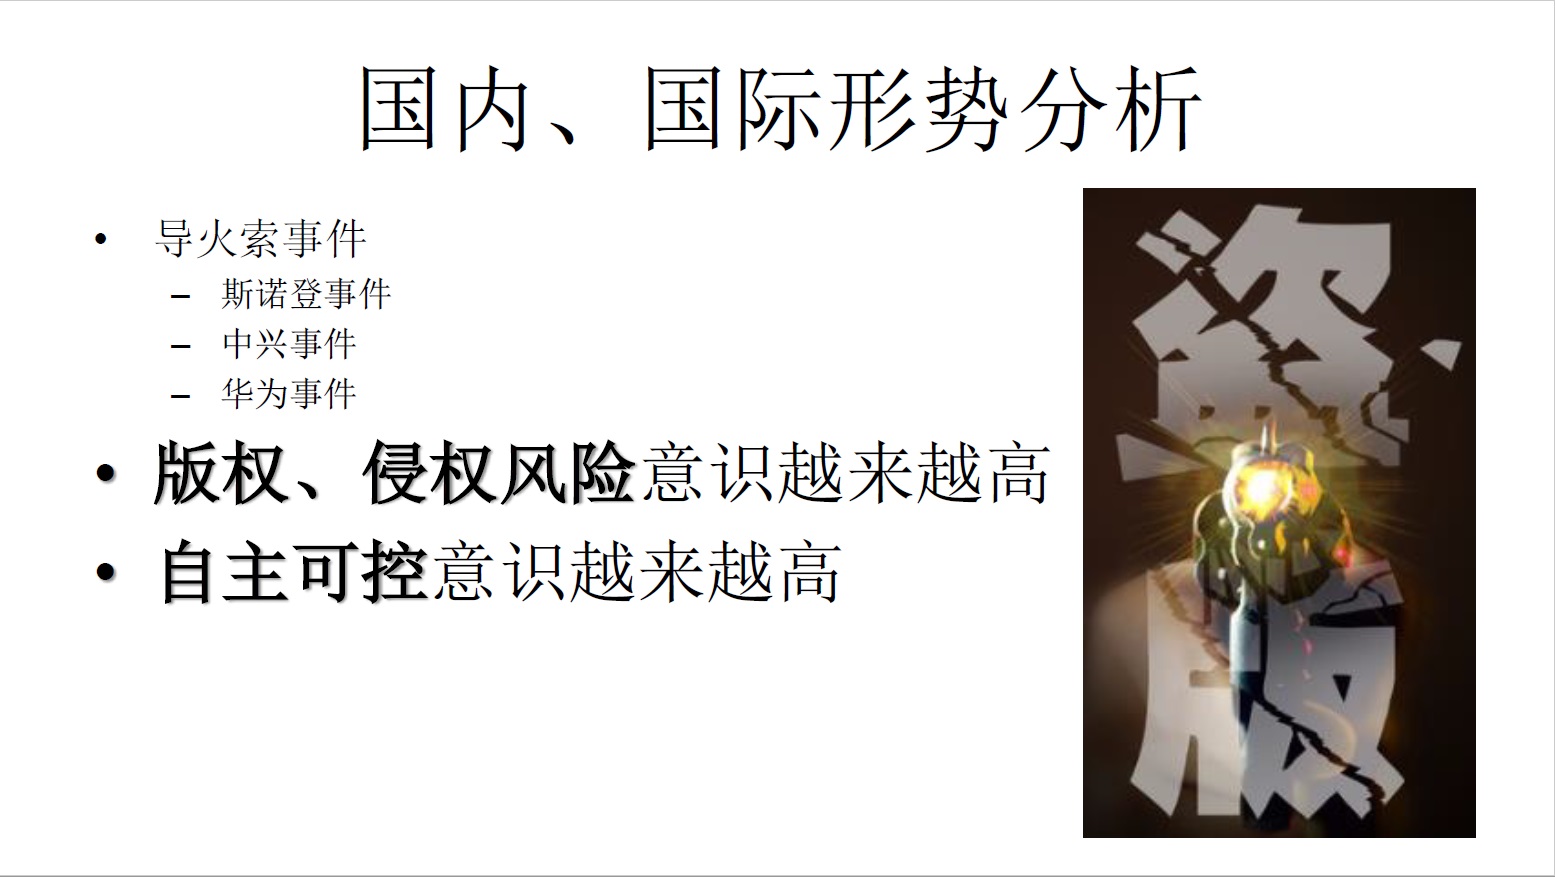 国内、国际形势分析
• 导火索事件
– 斯诺登事件
– 中兴事件
– 华为事件
• 版权、侵权风险意识越来越高
• 自主可控意识越来越高
盗
版